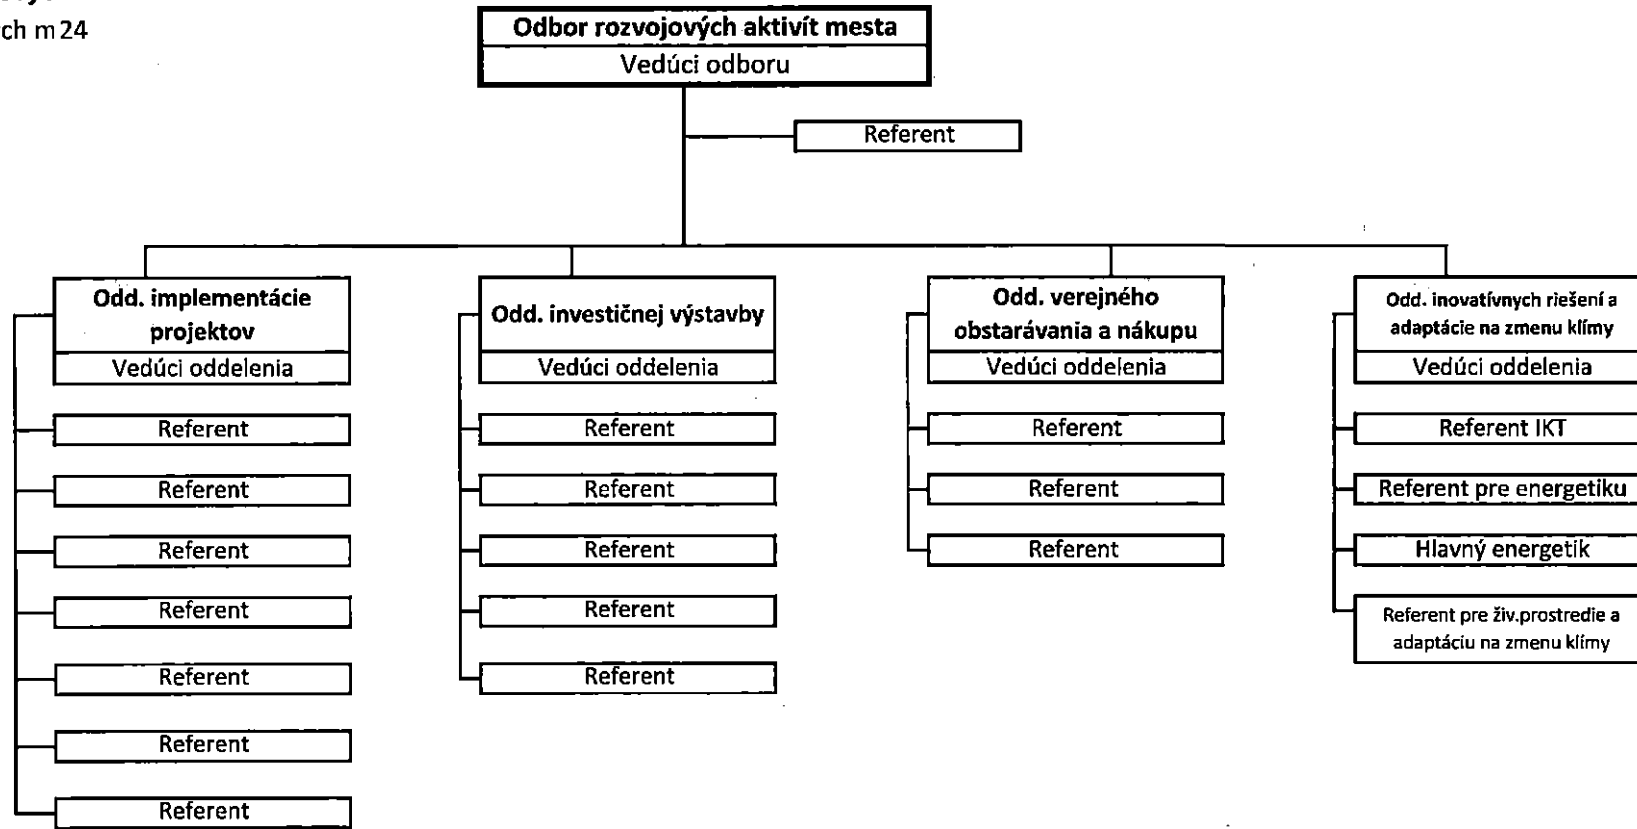 ch m 24
Odbor rozvojových aktivít mesta
Vedúci odboru
Referent
Odd. implementácie
projektov
Vedúci oddelenia
Referent
Referent
Referent
Referent
Referent
Referent
Referent
Odd. investičnej výstavby
Vedúci oddelenia
Referent
Referent
Referent
Referent
Referent
Odd. verejného
obstarávania a nákupu
Vedúci oddelenia
Referent
Referent
Referent
Odd. inovatívnych riešení a
adaptácie na zmenu klímy
Vedúci oddelenia
Referent IKT
Referent pre energetiku
Hlavný energetik
Referent pre živ.prostredie a
adaptáciu na zmenu klímy